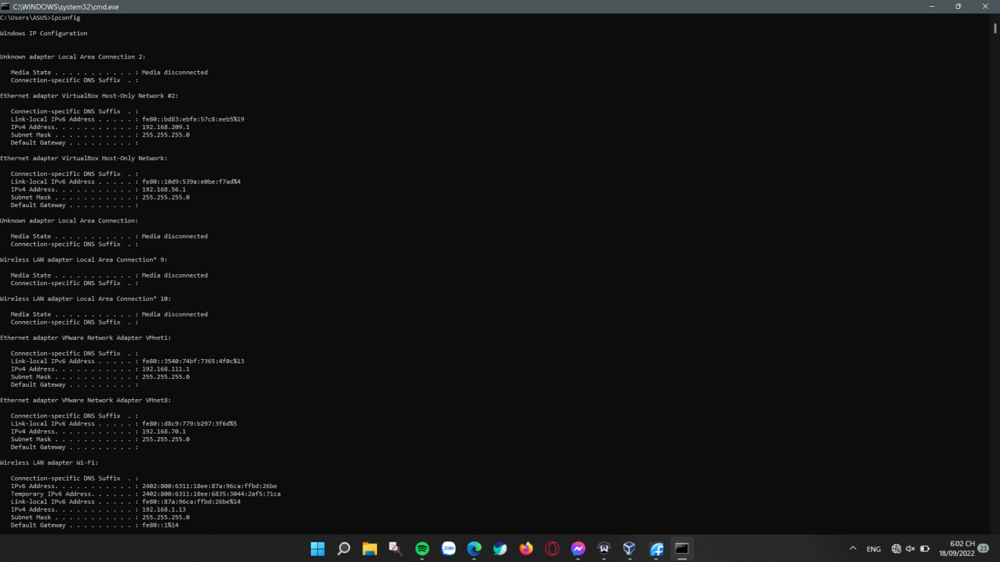 C:\WINDOWS\system32\cmd.exe
C:\Users\ASUS>ipconfig
Windows IP Configuration
Unknown adapter Local Area Connection 2:
Media State . . . . . . . . . . . : Media disconnected
Connection-specific DNS Suffix  . :
Ethernet adapter VirtualBox Host-Only Network #2:
Connection-specific DNS Suffix  . :
Link-local IPv6 Address . . . . . : fe80::bd83:ebfe:57c8:eeb5%19
IPv4 Address. . . . . . . . . . . : 192.168.209.1
Subnet Mask . . . . . . . . . . . : 255.255.255.0
Default Gateway . . . . . . . . . :
Ethernet adapter VirtualBox Host-Only Network:
Connection-specific DNS Suffix  . :
Link-local IPv6 Address . . . . . : fe80::10d9:539a:e0be:f7ad%4
IPv4 Address. . . . . . . . . . . : 192.168.56.1
Subnet Mask . . . . . . . . . . . : 255.255.255.0
Default Gateway . . . . . . . . . :
Unknown adapter Local Area Connection:
Media State . . . . . . . . . . . : Media disconnected
Connection-specific DNS Suffix  . :
Wireless LAN adapter Local Area Connection* 9:
Media State . . . . . . . . . . . : Media disconnected
Connection-specific DNS Suffix  . :
Wireless LAN adapter Local Area Connection* 10:
Media State . . . . . . . . . . . : Media disconnected
Connection-specific DNS Suffix  . :
Ethernet adapter VMware Network Adapter VMnet1:
Connection-specific DNS Suffix  . :
Link-local IPv6 Address . . . . . : fe80::3540:74bf:7365:4f0c%13
IPv4 Address. . . . . . . . . . . : 192.168.111.1
Subnet Mask . . . . . . . . . . . : 255.255.255.0
Default Gateway . . . . . . . . . :
Ethernet adapter VMware Network Adapter VMnet8:
Connection-specific DNS Suffix  . :
Link-local IPv6 Address . . . . . : fe80::d8c9:779:b297:3f6d%5
IPv4 Address. . . . . . . . . . . : 192.168.70.1
Subnet Mask . . . . . . . . . . . : 255.255.255.0
Default Gateway . . . . . . . . . :
Wireless LAN adapter Wi-Fi:
Connection-specific DNS Suffix  . :
IPv6 Address. . . . . . . . . . . : 2402:800:6311:18ee:87a:96ca:ffbd:26be
Temporary IPv6 Address. . . . . . : 2402:800:6311:18ee:6835:3044:2af5:71ca
Link-local IPv6 Address . . . . . : fe80::87a:96ca:ffbd:26be%14
IPv4 Address. . . . . . . . . . . : 192.168.1.13
Subnet Mask . . . . . . . . . . . : 255.255.255.0
Default Gateway . . . . . . . . . : fe80::1%14
Zalo
ENG
6:02 CH
18/09/2022
23